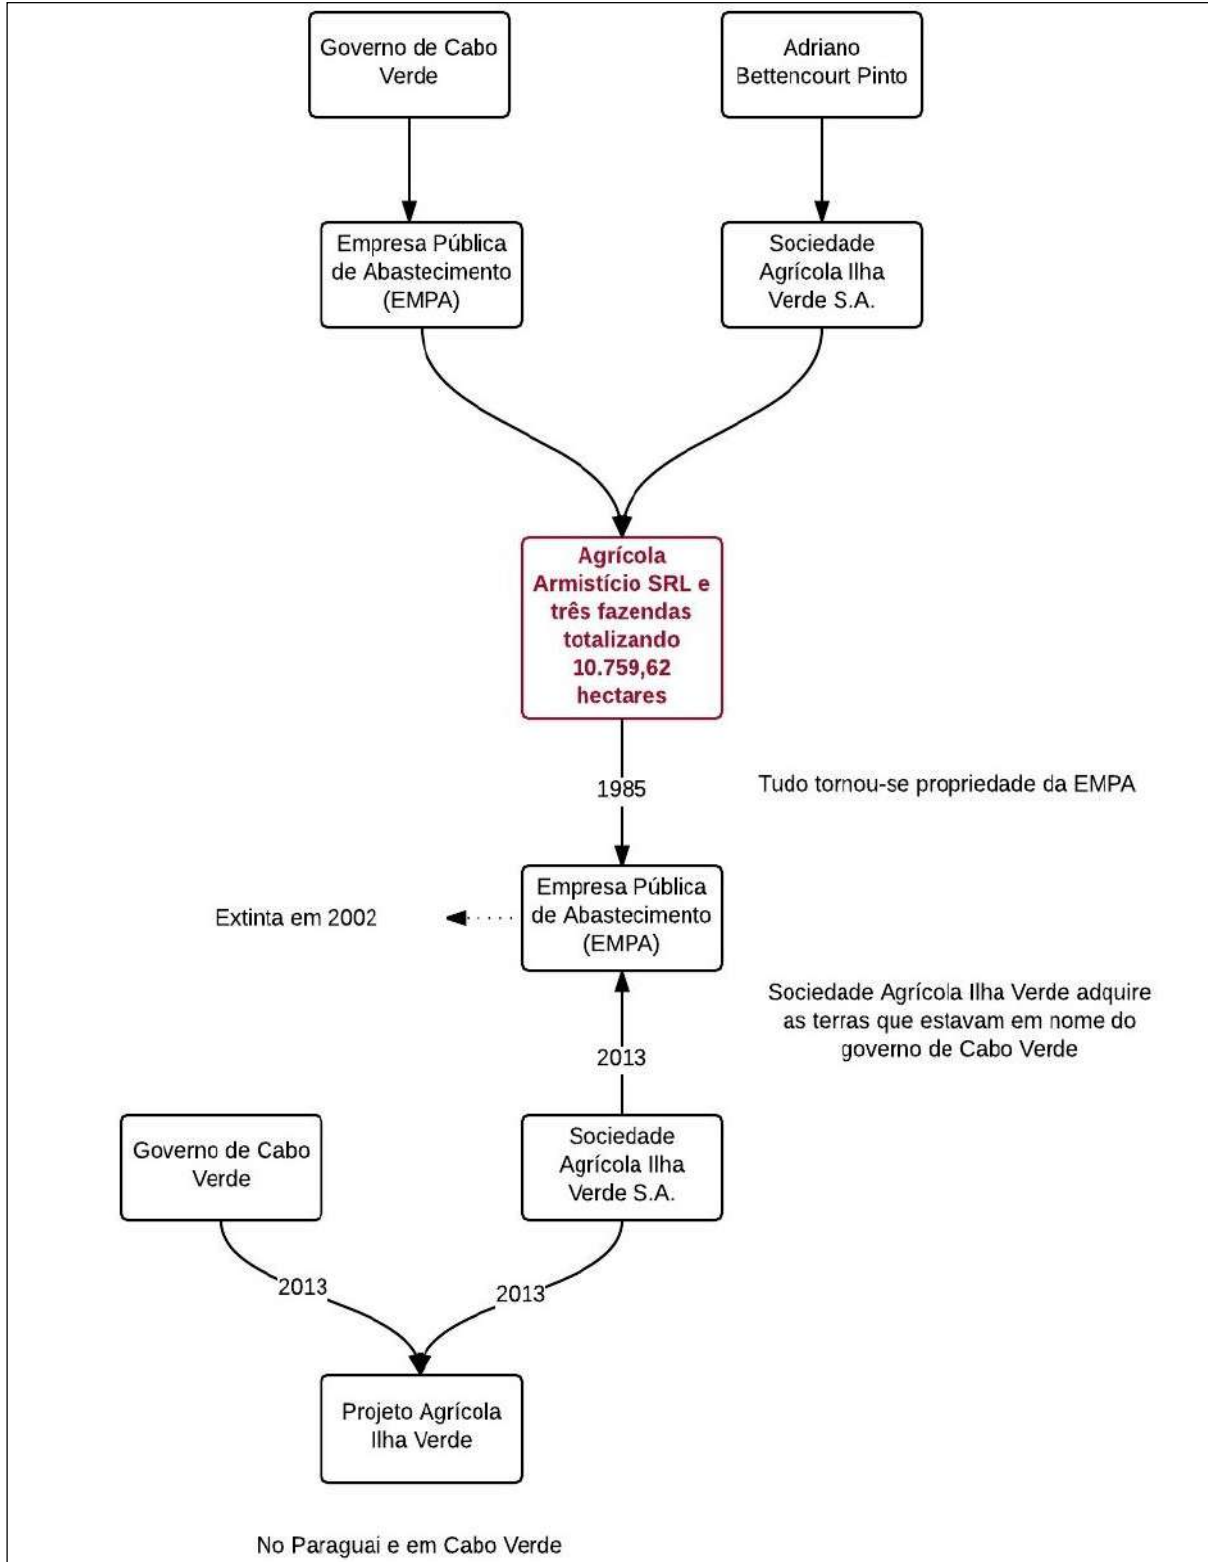 Governo de Cabo
Verde
Adriano
Bettencourt Pinto
Empresa Pública
de Abastecimento
(EMPA)
Sociedade
Agrícola Ilha
Verde S.A.
Agrícola
Armistício SRL e
três fazendas
totalizando
10.759,62
hectares
1985
Tudo tornou-se propriedade da EMPA
Empresa Pública
de Abastecimento
(EMPA)
Extinta em 2002
Sociedade Agrícola Ilha Verde adquire
as terras que estavam em nome do
governo de Cabo Verde
2013
Governo de Cabo
Verde
Sociedade
Agrícola Ilha
Verde S.A.
2013
2013
Projeto Agrícola
Ilha Verde
No Paraguai e em Cabo Verde